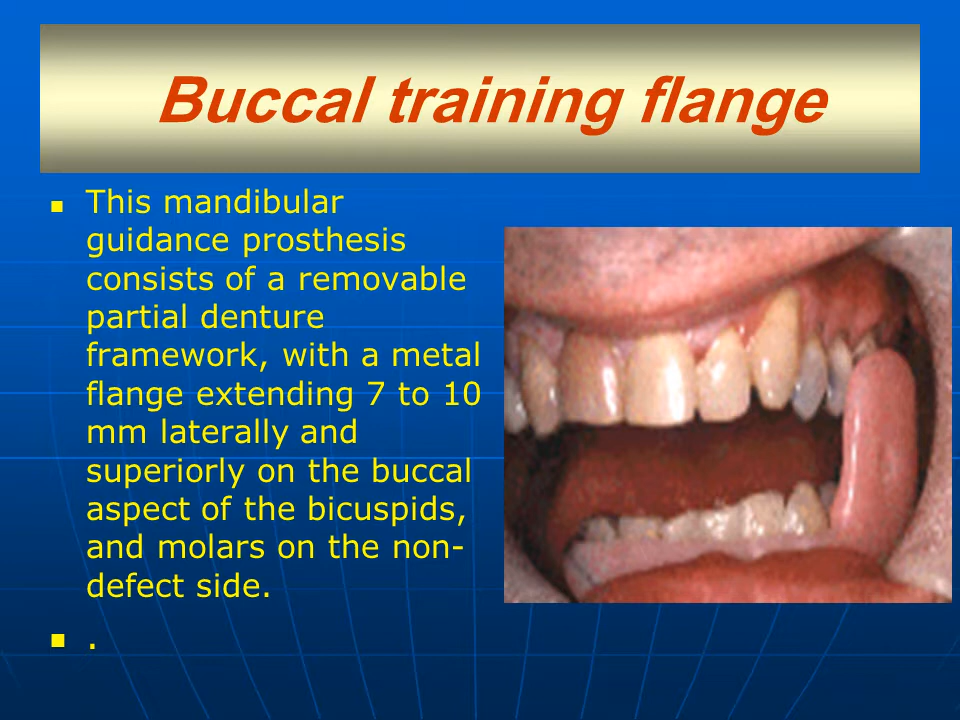 Buccal training flange
■ This mandibular
guidance prosthesis
consists of a removable
partial denture
framework, with a metal
flange extending 7 to 10
mm laterally and
superiorly on the buccal
aspect of the bicuspids,
and molars on the non-
defect side.
■ .